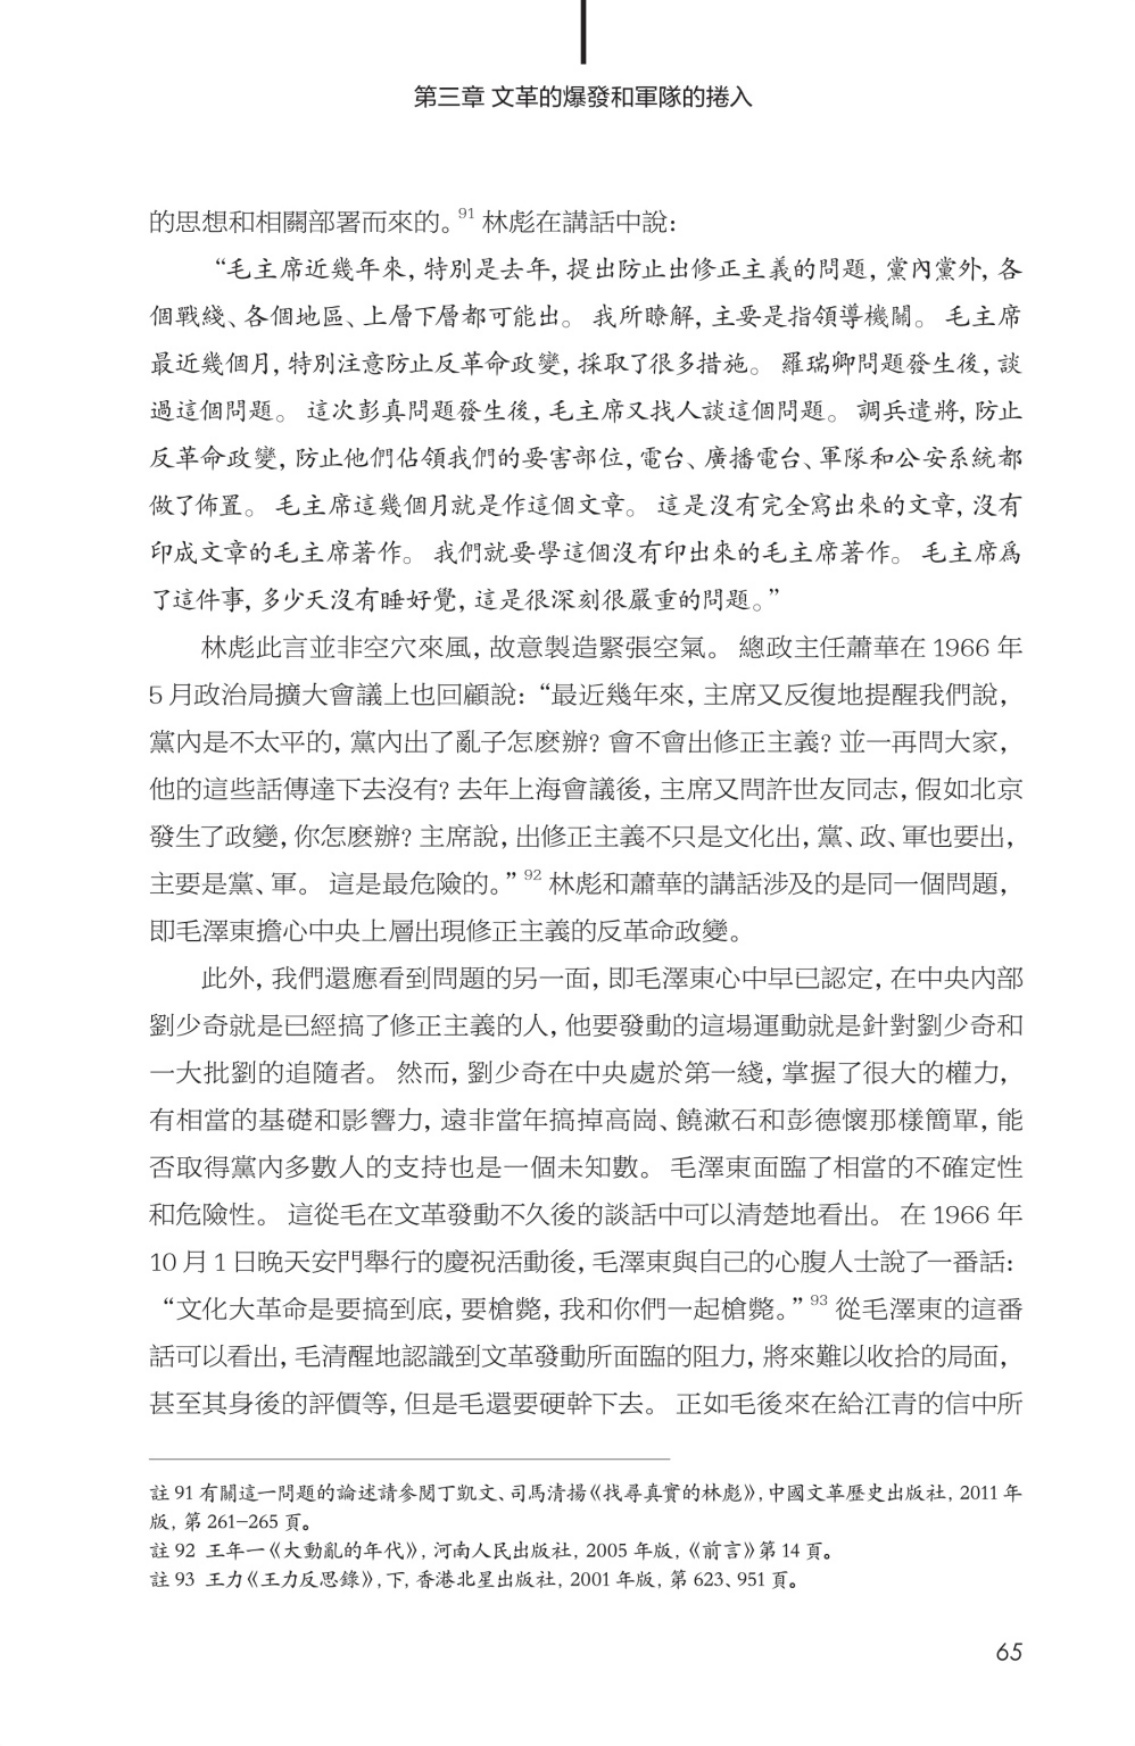 第三章 文革的爆發和軍隊的捲入
的思想和相關部署而來的。91 林彪在講話中說：
“毛主席近幾年來，特別是去年，提出防止出修正主義的問題，黨內黨外，各
個戰綫、各個地區、上層下層都可能出。 我所瞭解，主要是指領導機關。 毛主席
最近幾個月，特別注意防止反革命政變，採取了很多措施。 羅瑞卿問題發生後，談
過這個問題。 這次彭真問題發生後，毛主席又找人談這個問題。 調兵遣將，防止
反革命政變，防止他們佔領我們的要害部位，電台、廣播電台、軍隊和公安系統都
做了佈置。 毛主席這幾個月就是作這個文章。 這是沒有完全寫出來的文章，沒有
印成文章的毛主席著作。 我們就要學這個沒有印出來的毛主席著作。 毛主席爲
了這件事，多少天沒有睡好覺，這是很深刻很嚴重的問題。”
林彪此言並非空穴來風，故意製造緊張空氣。 總政主任蕭華在 1966 年
5 月政治局擴大會議上也回顧說：“最近幾年來，主席又反復地提醒我們說，
黨內是不太平的，黨內出了亂子怎麽辦？會不會出修正主義？並一再問大家，
他的這些話傳達下去沒有？去年上海會議後，主席又問許世友同志，假如北京
發生了政變，你怎麽辦？主席說，出修正主義不只是文化出，黨、政、軍也要出，
主要是黨、軍。 這是最危險的。”92 林彪和蕭華的講話涉及的是同一個問題，
即毛澤東擔心中央上層出現修正主義的反革命政變。
此外，我們還應看到問題的另一面，即毛澤東心中早已認定，在中央內部
劉少奇就是已經搞了修正主義的人，他要發動的這場運動就是針對劉少奇和
一大批劉的追隨者。 然而，劉少奇在中央處於第一綫，掌握了很大的權力，
有相當的基礎和影響力，遠非當年搞掉高崗、饒漱石和彭德懷那樣簡單，能
否取得黨內多數人的支持也是一個未知數。 毛澤東面臨了相當的不確定性
和危險性。 這從毛在文革發動不久後的談話中可以清楚地看出。 在 1966 年
10 月 1 日晚天安門舉行的慶祝活動後，毛澤東與自己的心腹人士說了一番話：
“文化大革命是要搞到底，要槍斃，我和你們一起槍斃。”93 從毛澤東的這番
話可以看出，毛清醒地認識到文革發動所面臨的阻力，將來難以收拾的局面，
甚至其身後的評價等，但是毛還要硬幹下去。 正如毛後來在給江青的信中所
註 91 有關這一問題的論述請參閱丁凱文、司馬清揚《找尋真實的林彪》，中國文革歷史出版社，2011 年
版，第 261–265 頁。
註 92 王年一《大動亂的年代》，河南人民出版社，2005 年版，《前言》第 14 頁。
註 93 王力《王力反思錄》，下，香港北星出版社，2001 年版，第 623、951 頁。
65